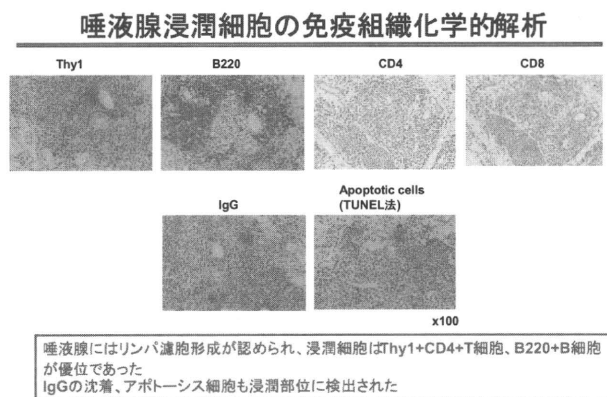 唾液腺浸潤細胞の免疫組織化学的解析
Thy1 B220 CD4 CD8
IgG Apoptotic cells
(TUNEL法)
x100
唾液腺にはリンパ濾胞形成が認められ、浸潤細胞はThy1+CD4+T細胞、B220+B細胞
が優位であった
IgGの沈着、アポトーシス細胞も浸潤部位に検出された